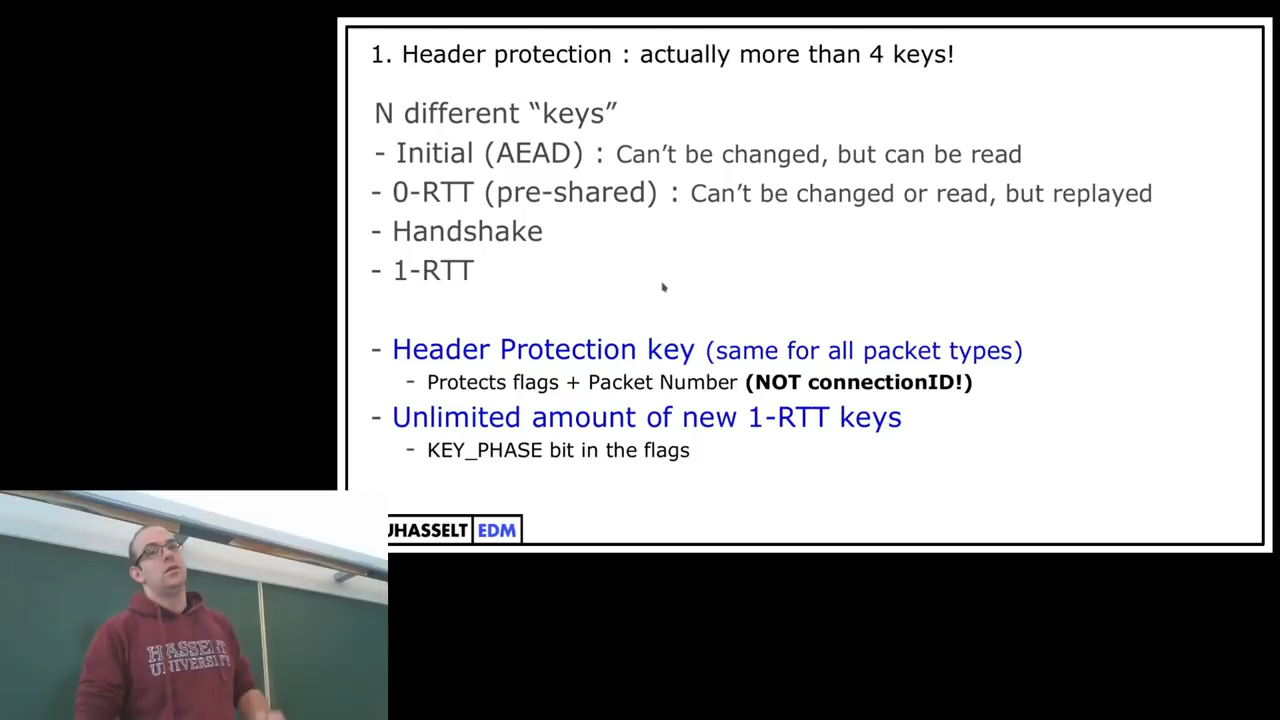 1. Header protection : actually more than 4 keys!
N different “keys”
- Initial (AEAD) : Can’t be changed, but can be read
- 0-RTT (pre-shared) : Can’t be changed or read, but replayed
- Handshake
- 1-RTT
- Header Protection key (same for all packet types)
- Protects flags + Packet Number (NOT connectionID!)
- Unlimited amount of new 1-RTT keys
- KEY_PHASE bit in the flags
UHASSELT EDM
HASSELT
UNIVERSITY